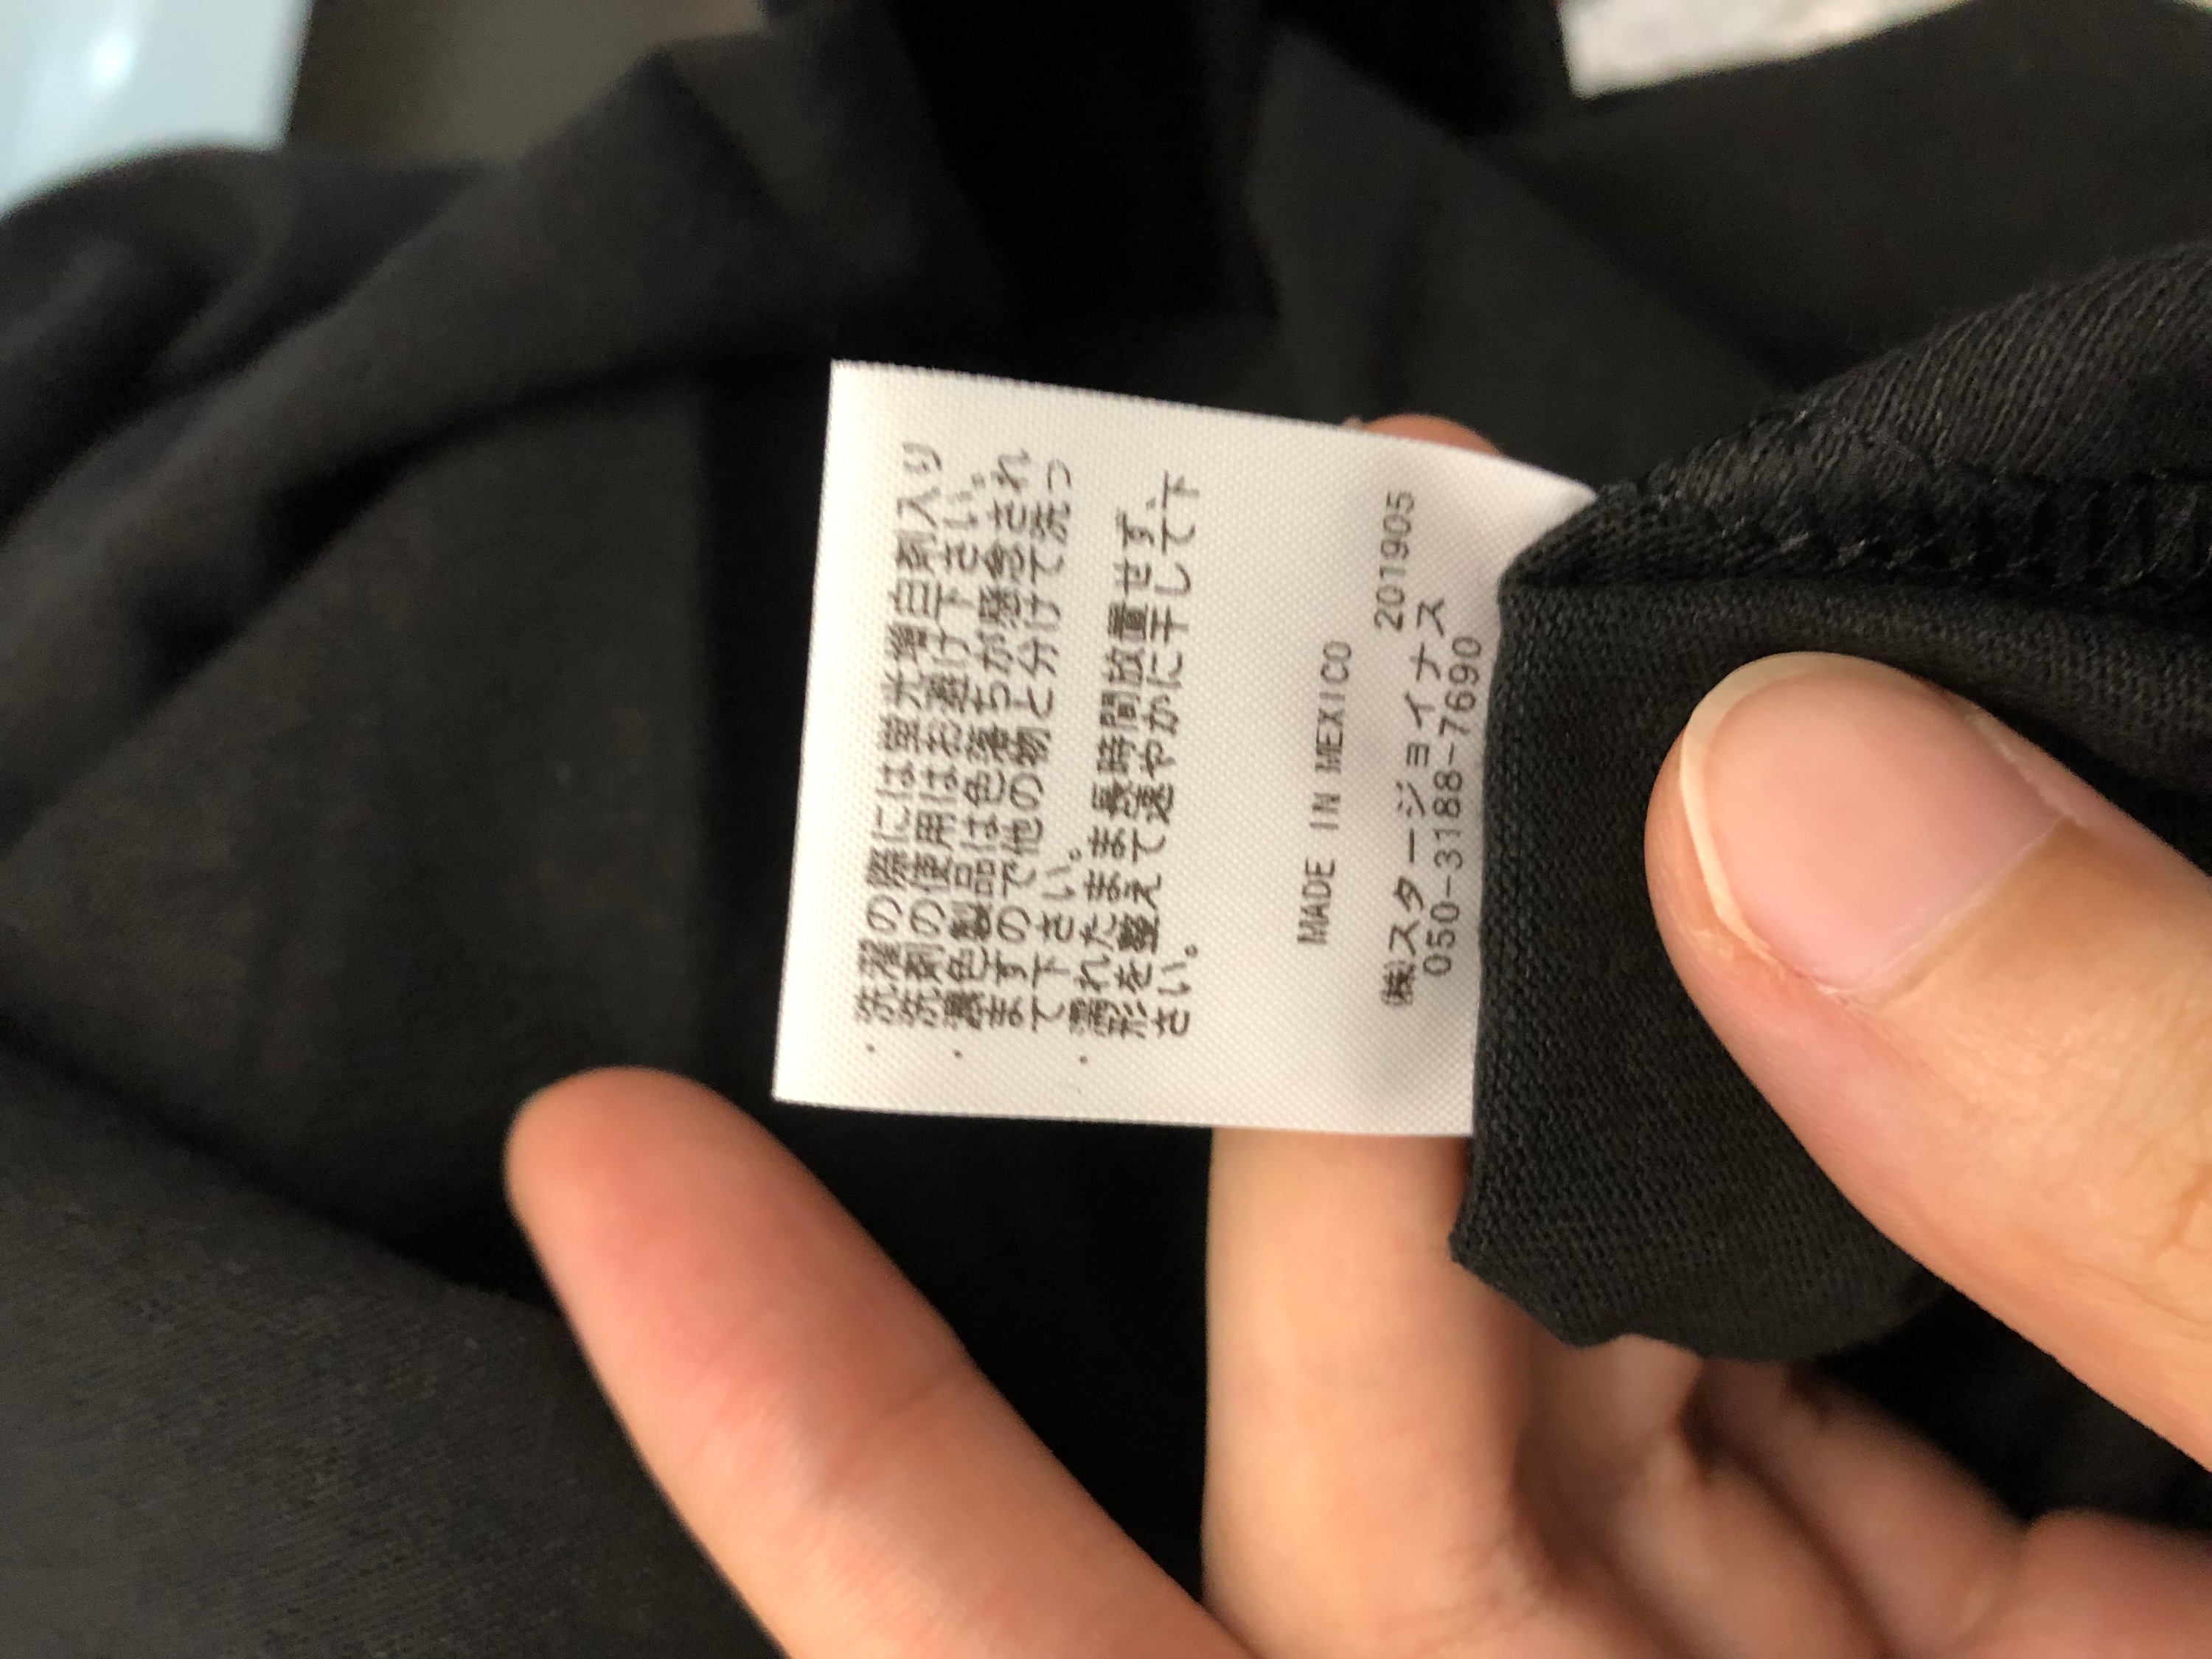 ・洗濯の際には蛍光増白剤入り
洗剤の使用はお避け下さい。
・濃色製品は色落ちが懸念され
ますので他の物と分けて洗っ
て下さい。
・濡れたまま長時間放置せず、
形を整えて速やかに干して下
さい。
MADE IN MEXICO
201905
㈱スタージョイナス
050-3188-7690